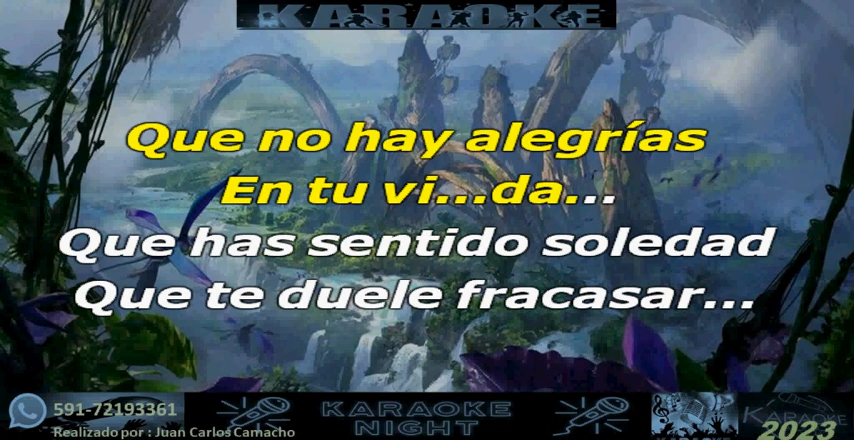 KARAOKE
Que no hay alegrías
En tu vi...da...
Que has sentido soledad
Que te duele fracasar...
591-72193361
Realizado por : Juan Carlos Camacho
KARAOKE
NIGHT
KARAOKE
KARAOKE
2023